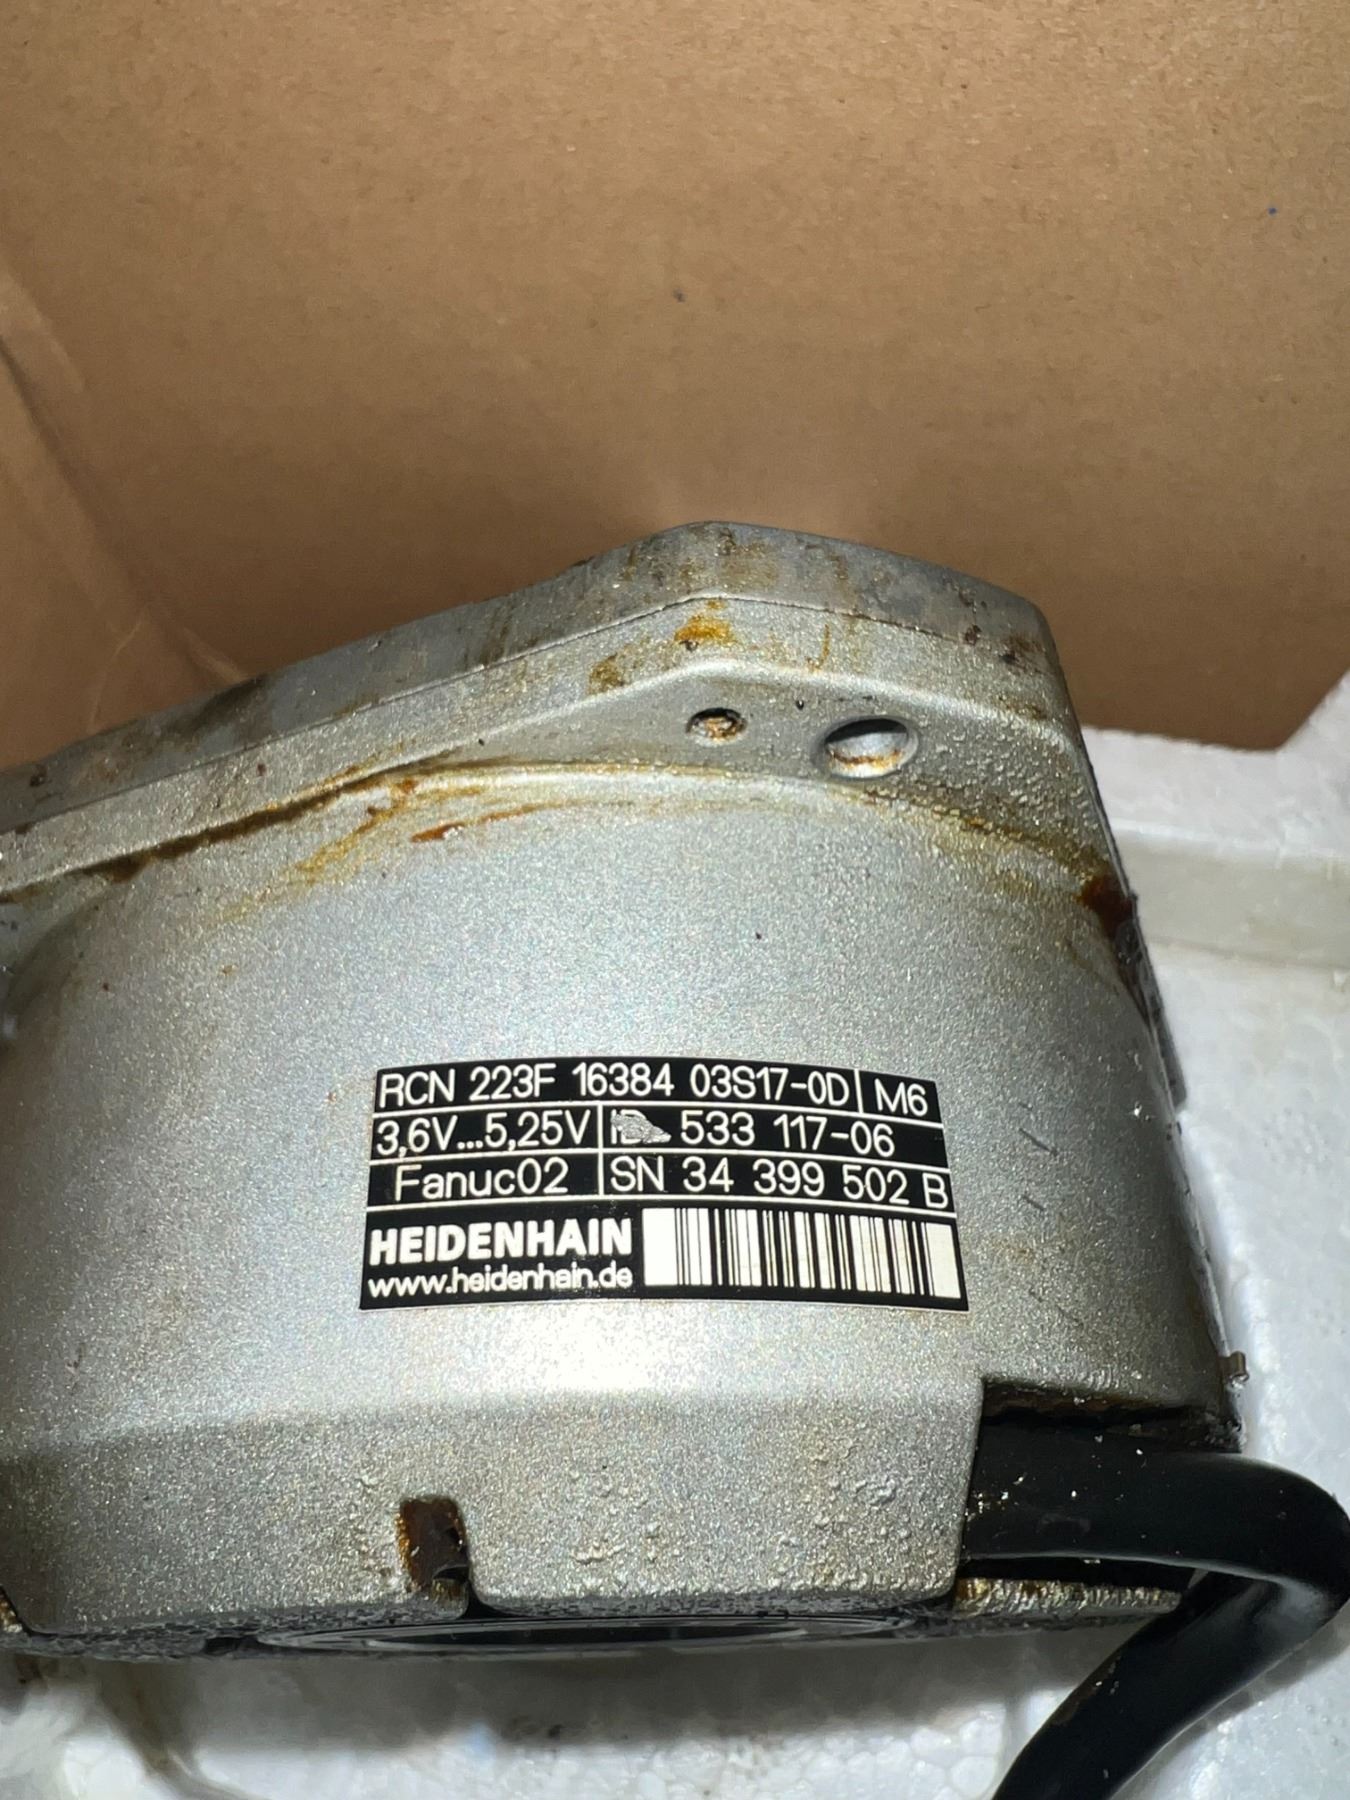 RCN 223F 16384 03S17-0D M6
3,6V...5,25V ID 533 117-06
Fanuc02 SN 34 399 502 B
HEIDENHAIN
www.heidenhain.de